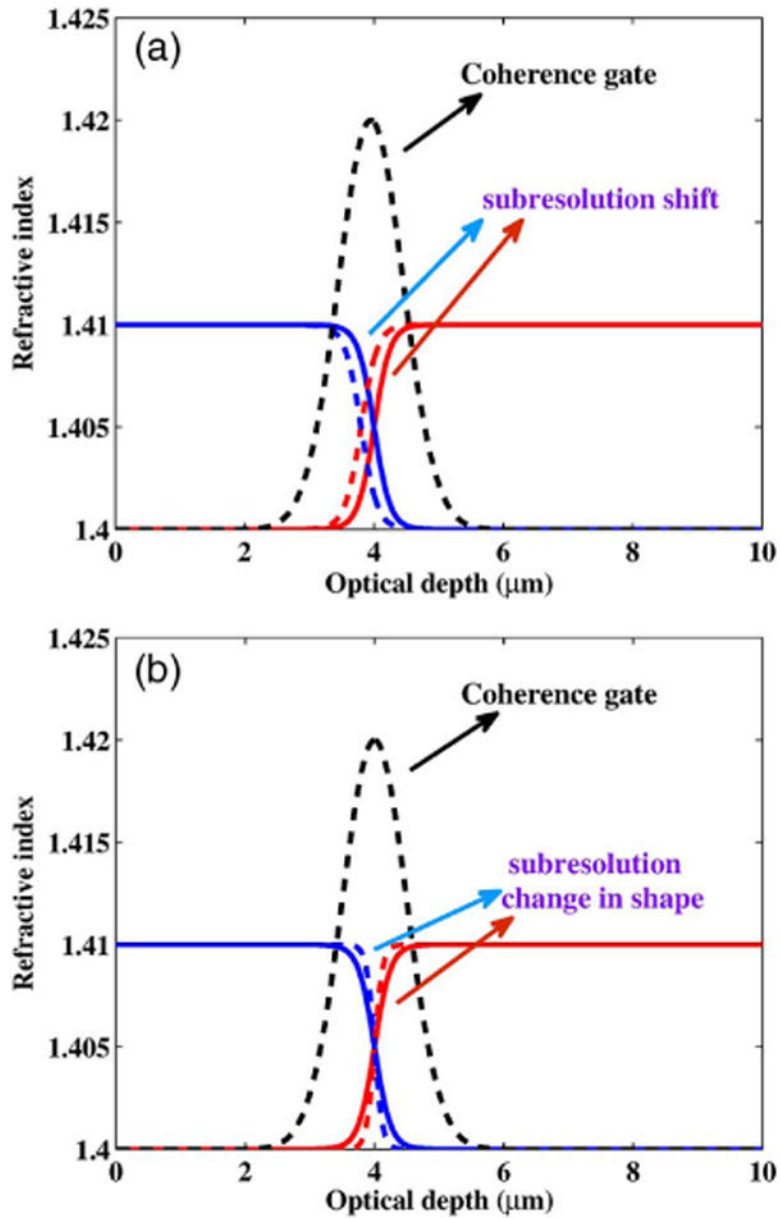 (a)
1.425
1.42
1.415
1.41
1.405
1.4
Refractive index
Coherence gate
subresolution shift
0 2 4 6 8 10
Optical depth (μm)
(b)
1.425
1.42
1.415
1.41
1.405
1.4
Refractive index
Coherence gate
subresolution
change in shape
0 2 4 6 8 10
Optical depth (μm)